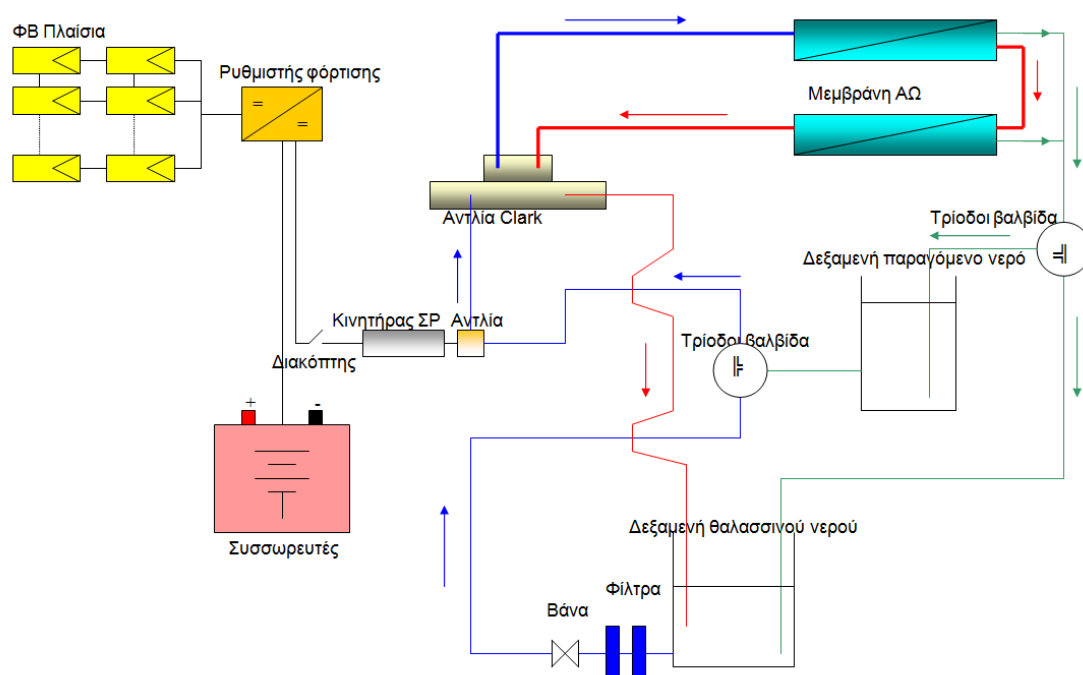 ΦΒ Πλαίσια
Ρυθμιστής φόρτισης
=
=
Μεμβράνη ΑΩ
Αντλία Clark
Τρίοδοι βαλβίδα
Δεξαμενή παραγόμενο νερό
Κινητήρας ΣΡ
Αντλία
Τρίοδοι βαλβίδα
Διακόπτης
+
-
Δεξαμενή θαλασσινού νερού
Συσσωρευτές
Φίλτρα
Βάνα